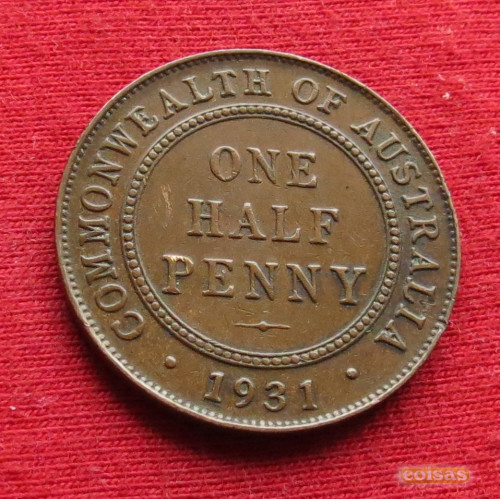 COMMONWEALTH OF AUSTRALIA
ONE
HALF
PENNY
· 1931 ·
coisas